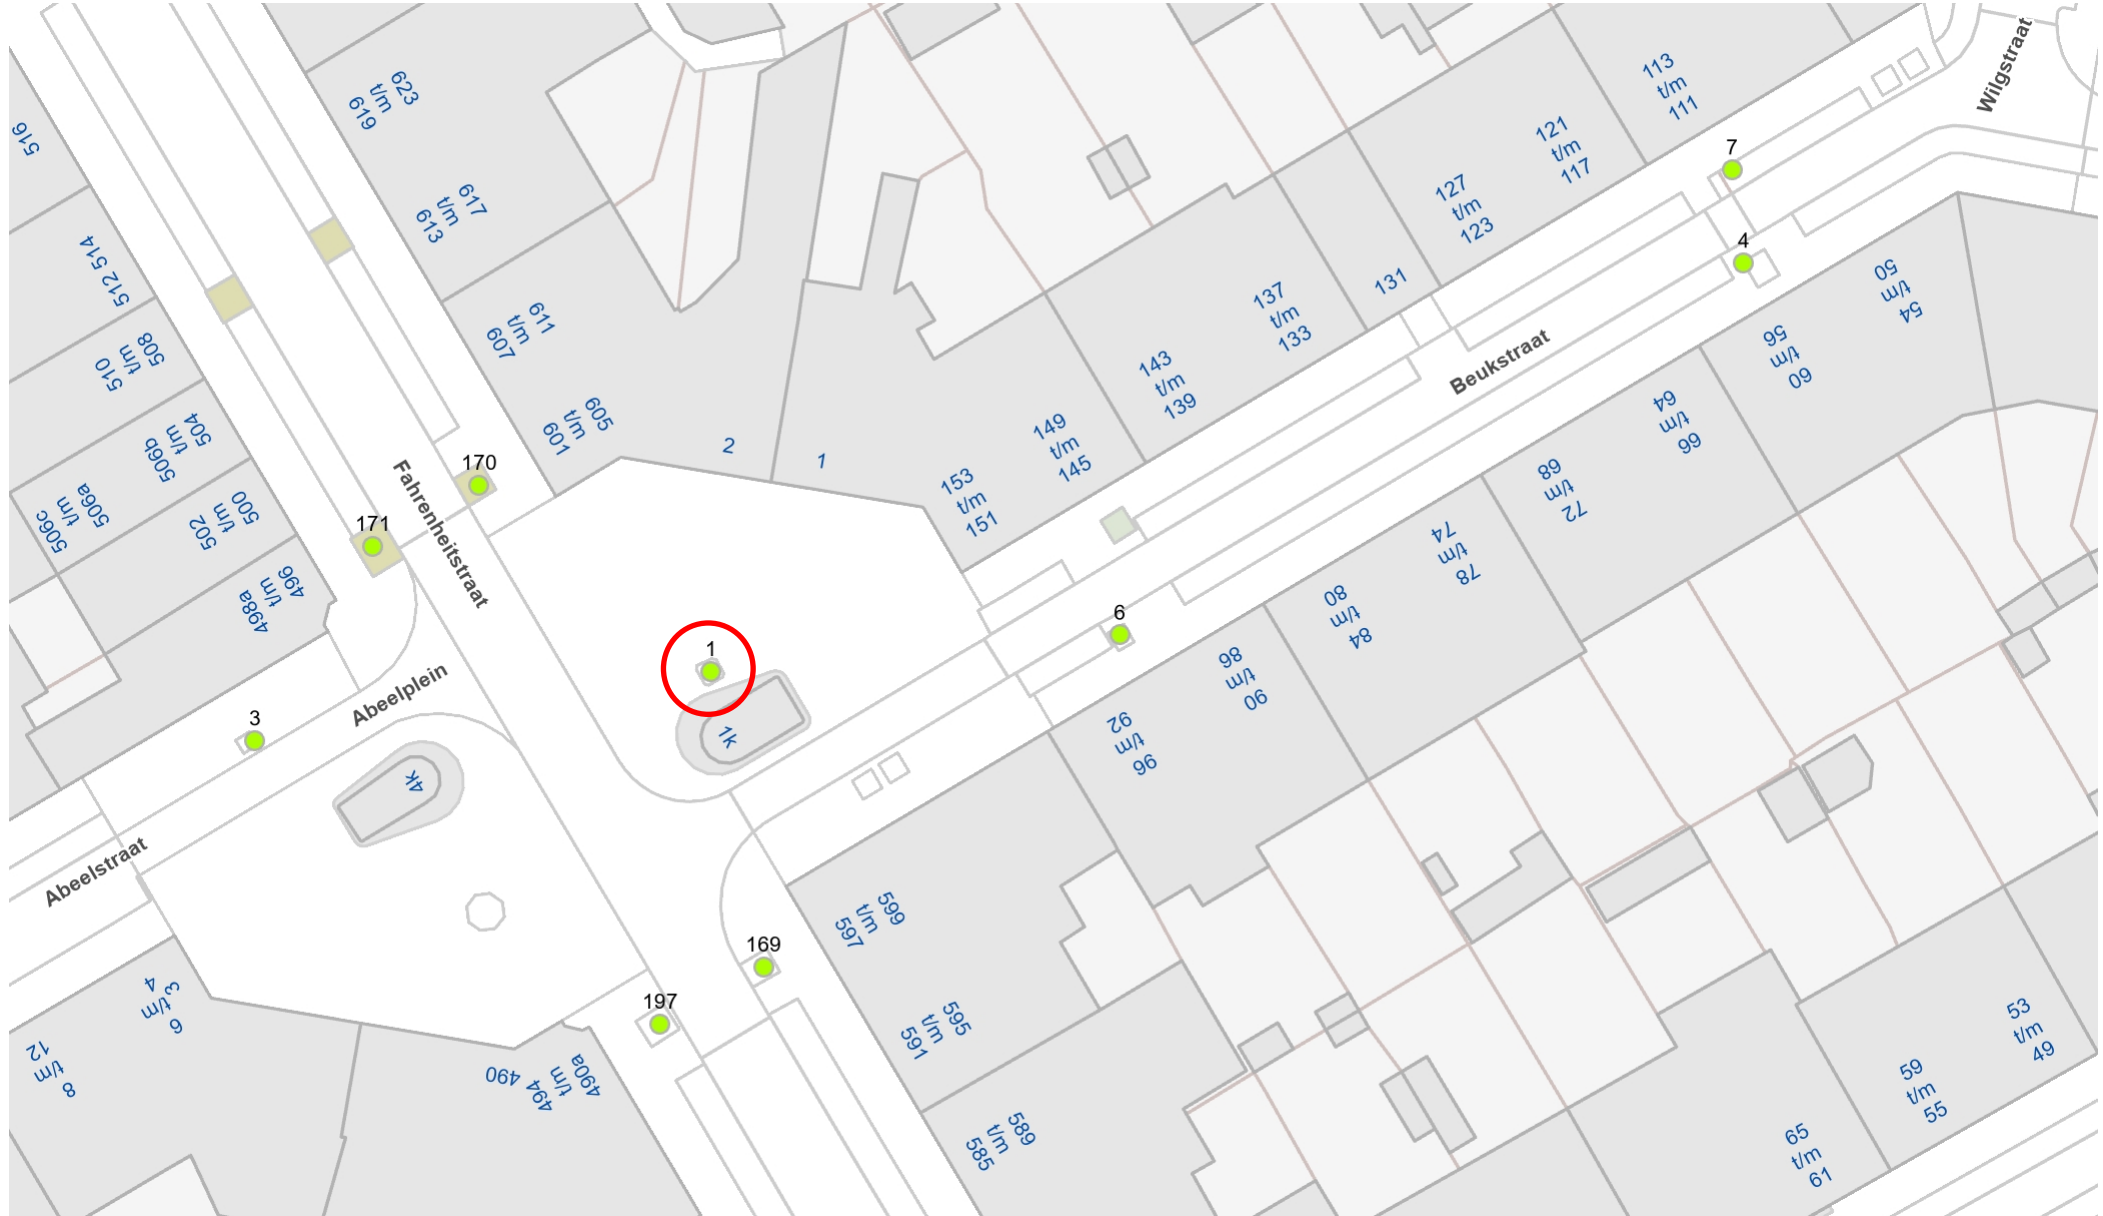 516
623
t/m
619
617
t/m
613
512 514
508
t/m
510
504
t/m
506b
506a
t/m
506c
500
t/m
502
496
t/m
498a
611
t/m
607
609
t/m
601
2
1
113
t/m
111
121
t/m
117
127
t/m
123
131
137
t/m
133
143
t/m
139
149
t/m
145
153
t/m
151
Wilgstraat
7
4
Beukstraat
50
t/m
54
56
t/m
60
64
t/m
66
68
t/m
72
74
t/m
78
80
t/m
84
86
t/m
90
92
t/m
96
170
171
Fahrenheitstraat
1
6
1k
Abeelplein
3
4k
Abeelstraat
169
197
599
t/m
597
595
t/m
591
589
t/m
585
3
4
t/m
6
8
t/m
12
490
494
t/m
490a
53
t/m
49
59
t/m
55
65
t/m
61